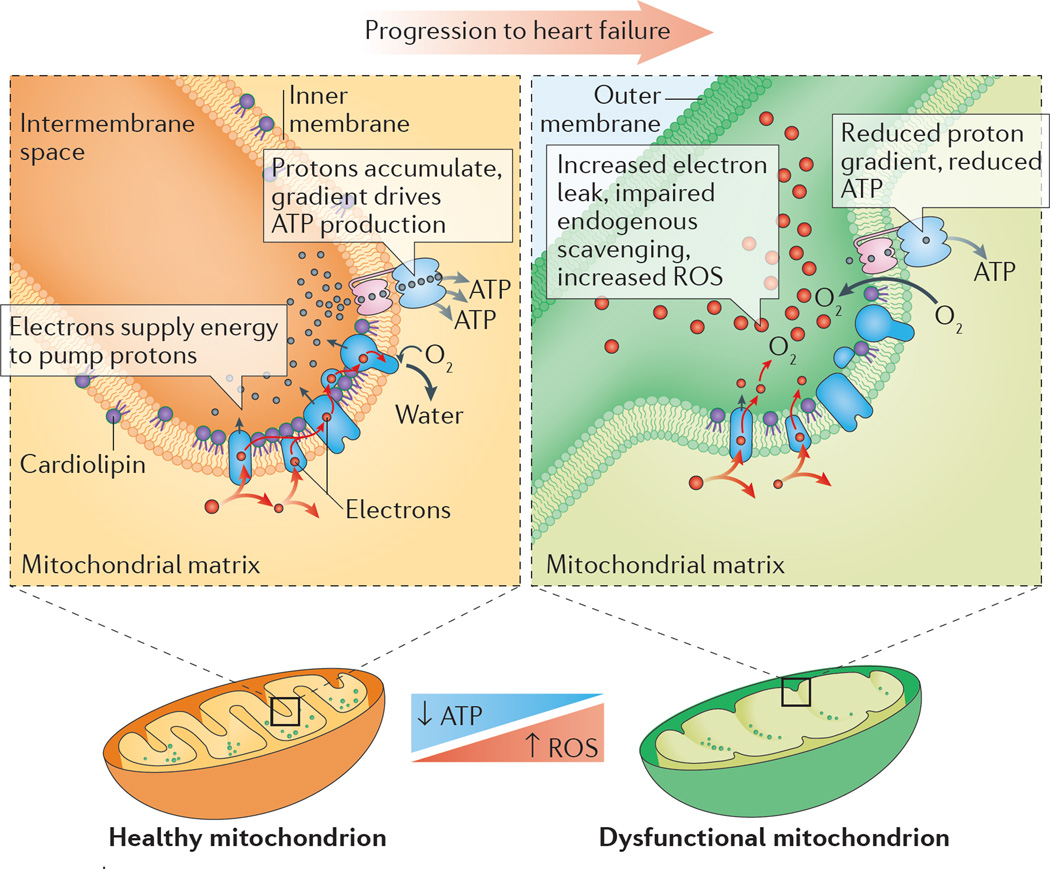 Progression to heart failure
Intermembrane
space
Inner
membrane
Protons accumulate,
gradient drives
ATP production
Electrons supply energy
to pump protons
ATP
ATP
O₂
Water
Cardiolipin
Electrons
Mitochondrial matrix
Outer
membrane
Increased electron
leak, impaired
endogenous
scavenging,
increased ROS
Reduced proton
gradient, reduced
ATP
ATP
O₂
O₂
O₂
Mitochondrial matrix
↓ ATP
↑ ROS
Healthy mitochondrion
Dysfunctional mitochondrion